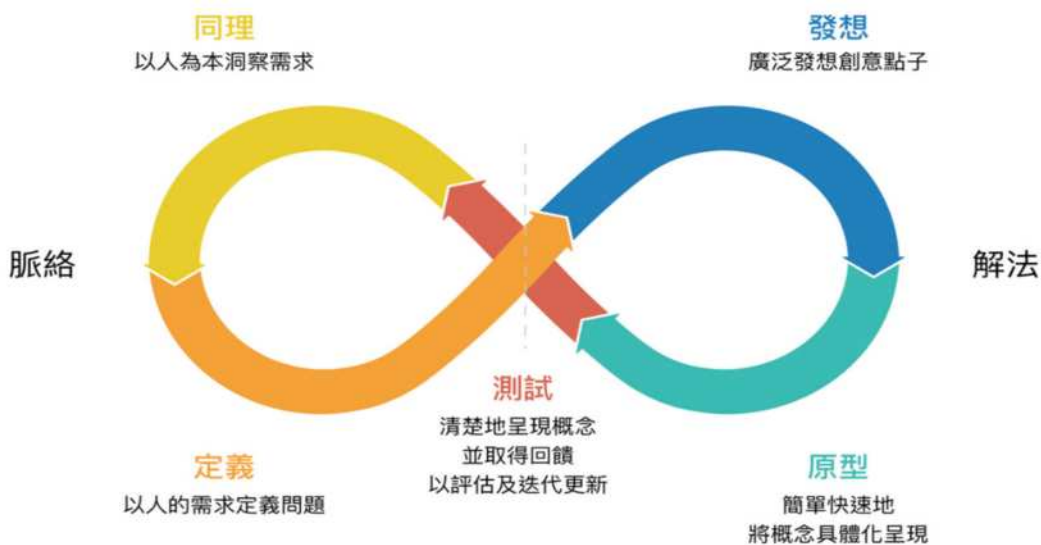 同理
以人為本洞察需求
發想
廣泛發想創意點子
脈絡
解法
測試
清楚地呈現概念
並取得回饋
以評估及迭代更新
定義
以人的需求定義問題
原型
簡單快速地
將概念具體化呈現